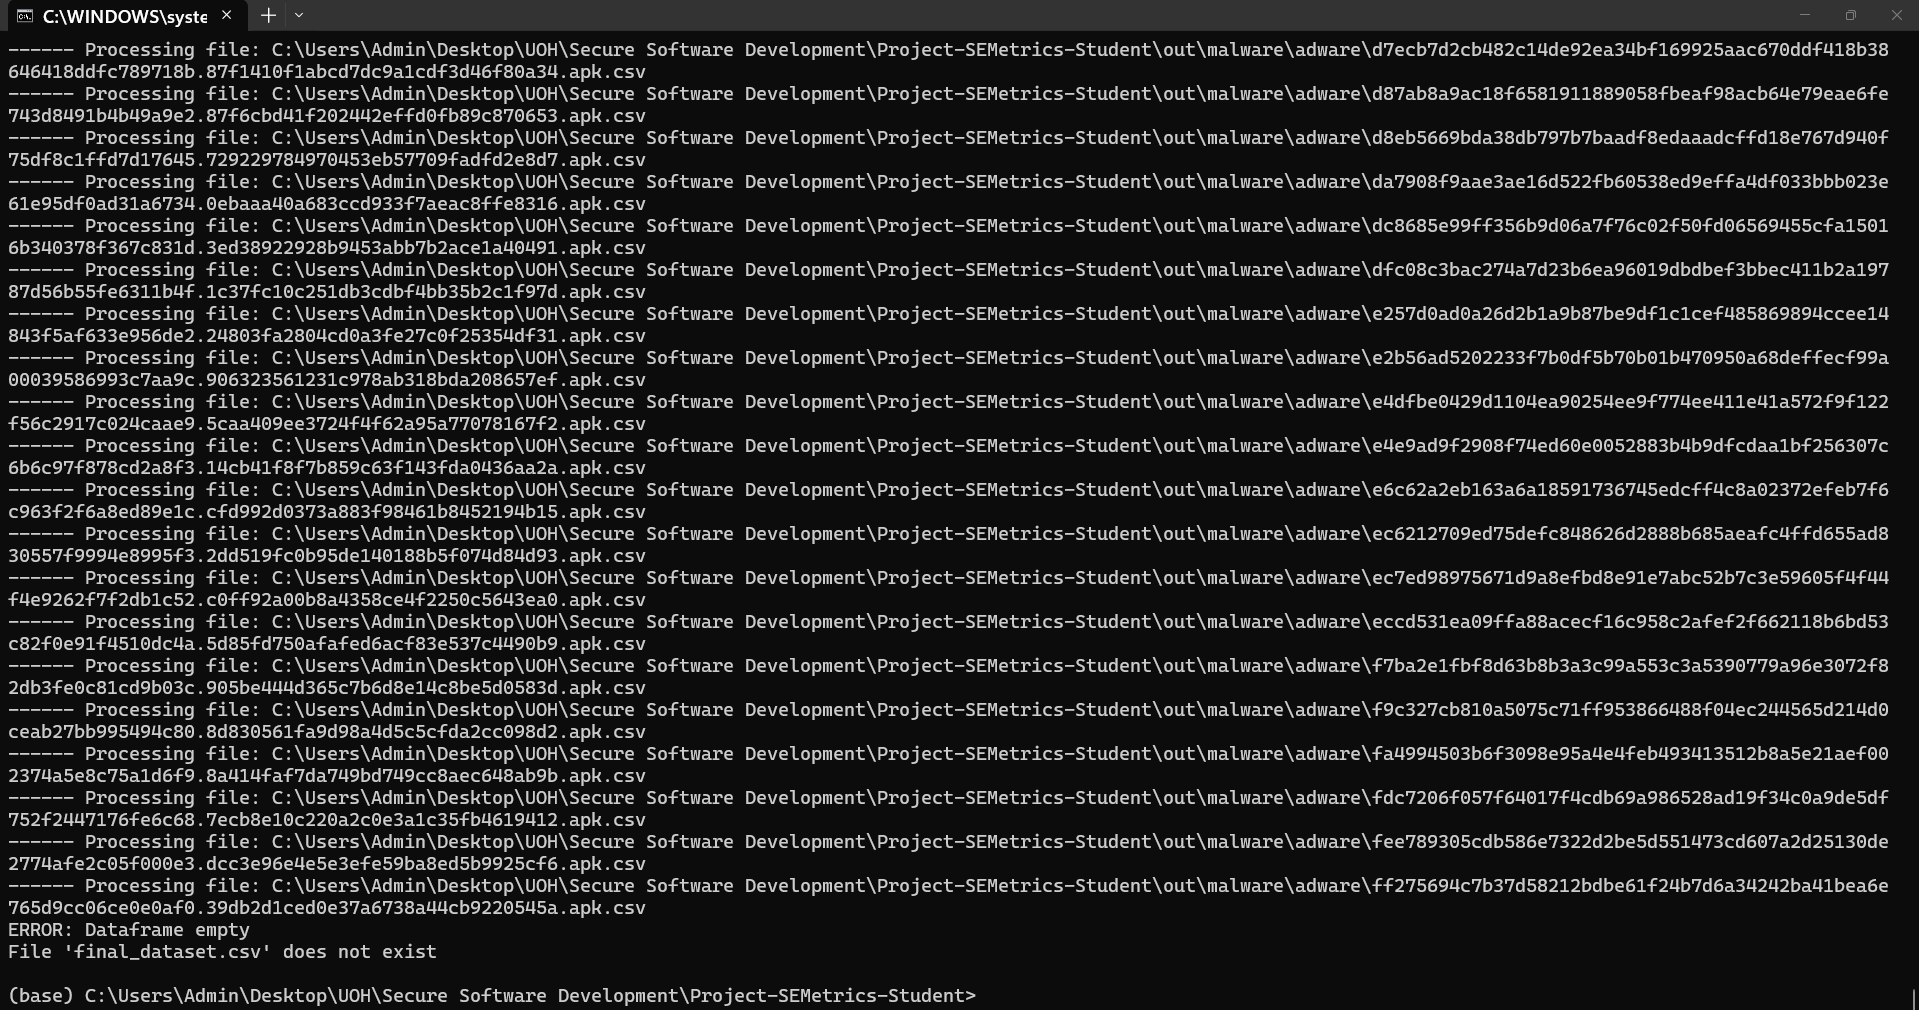 C:\WINDOWS\syste
------ Processing file: C:\Users\Admin\Desktop\UOH\Secure Software Development\Project-SEMetrics-Student\out\malware\adware\d7ecb7d2cb482c14de92ea34bf169925aac670ddf418b38
646418ddfc789718b.87f1410f1abcd7dc9a1cdf3d46f80a34.apk.csv
------ Processing file: C:\Users\Admin\Desktop\UOH\Secure Software Development\Project-SEMetrics-Student\out\malware\adware\d87ab8a9ac18f6581911889058fbeaf98acb64e79eae6fe
743d8491b4b49a9e2.87f6cbd41f202442effd0fb89c870653.apk.csv
------ Processing file: C:\Users\Admin\Desktop\UOH\Secure Software Development\Project-SEMetrics-Student\out\malware\adware\d8eb5669bda38db797b7baadf8edaaadcffd18e767d940f
75df8c1ffd7d17645.729229784970453eb57709fadfd2e8d7.apk.csv
------ Processing file: C:\Users\Admin\Desktop\UOH\Secure Software Development\Project-SEMetrics-Student\out\malware\adware\da7908f9aae3ae16d522fb60538ed9effa4df033bbb023e
61e95df0ad31a6734.0ebaaa40a683ccd933f7aeac8ffe8316.apk.csv
------ Processing file: C:\Users\Admin\Desktop\UOH\Secure Software Development\Project-SEMetrics-Student\out\malware\adware\dc8685e99ff356b9d06a7f76c02f50fd06569455cfa1501
6b340378f367c831d.3ed38922928b9453abb7b2ace1a40491.apk.csv
------ Processing file: C:\Users\Admin\Desktop\UOH\Secure Software Development\Project-SEMetrics-Student\out\malware\adware\dfc08c3bac274a7d23b6ea96019dbdbef3bbec411b2a197
87d56b55fe6311b4f.1c37fc10c251db3cdbf4bb35b2c1f97d.apk.csv
------ Processing file: C:\Users\Admin\Desktop\UOH\Secure Software Development\Project-SEMetrics-Student\out\malware\adware\e257d0ad0a26d2b1a9b87be9df1c1cef485869894ccee14
843f5af633e956de2.24803fa2804cd0a3fe27c0f25354df31.apk.csv
------ Processing file: C:\Users\Admin\Desktop\UOH\Secure Software Development\Project-SEMetrics-Student\out\malware\adware\e2b56ad5202233f7b0df5b70b01b470950a68deffecf99a
00039586993c7aa9c.906323561231c978ab318bda208657ef.apk.csv
------ Processing file: C:\Users\Admin\Desktop\UOH\Secure Software Development\Project-SEMetrics-Student\out\malware\adware\e4dfbe0429d1104ea90254ee9f774ee411e41a572f9f122
f56c2917c024caae9.5caa409ee3724f4f62a95a77078167f2.apk.csv
------ Processing file: C:\Users\Admin\Desktop\UOH\Secure Software Development\Project-SEMetrics-Student\out\malware\adware\e4e9ad9f2908f74ed60e0052883b4b9dfcdaa1bf256307c
6b6c97f878cd2a8f3.14cb41f8f7b859c63f143fda0436aa2a.apk.csv
------ Processing file: C:\Users\Admin\Desktop\UOH\Secure Software Development\Project-SEMetrics-Student\out\malware\adware\e6c62a2eb163a6a18591736745edcff4c8a02372efeb7f6
c963f2f6a8ed89e1c.cfd992d0373a883f98461b8452194b15.apk.csv
------ Processing file: C:\Users\Admin\Desktop\UOH\Secure Software Development\Project-SEMetrics-Student\out\malware\adware\ec6212709ed75defc848626d2888b685aeafc4ffd655ad8
30557f9994e8995f3.2dd519fc0b95de140188b5f074d84d93.apk.csv
------ Processing file: C:\Users\Admin\Desktop\UOH\Secure Software Development\Project-SEMetrics-Student\out\malware\adware\ec7ed98975671d9a8efbd8e91e7abc52b7c3e59605f4f44
f4e9262f7f2db1c52.c0ff92a00b8a4358ce4f2250c5643ea0.apk.csv
------ Processing file: C:\Users\Admin\Desktop\UOH\Secure Software Development\Project-SEMetrics-Student\out\malware\adware\eccd531ea09ffa88acecf16c958c2afef2f662118b6bd53
c82f0e91f4510dc4a.5d85fd750afafed6acf83e537c4490b9.apk.csv
------ Processing file: C:\Users\Admin\Desktop\UOH\Secure Software Development\Project-SEMetrics-Student\out\malware\adware\f7ba2e1fbf8d63b8b3a3c99a553c3a5390779a96e3072f8
2db3fe0c81cd9b03c.905be444d365c7b6d8e14c8be5d0583d.apk.csv
------ Processing file: C:\Users\Admin\Desktop\UOH\Secure Software Development\Project-SEMetrics-Student\out\malware\adware\f9c327cb810a5075c71ff953866488f04ec244565d214d0
ceab27bb995494c80.8d830561fa9d98a4d5c5cfda2cc098d2.apk.csv
------ Processing file: C:\Users\Admin\Desktop\UOH\Secure Software Development\Project-SEMetrics-Student\out\malware\adware\fa4994503b6f3098e95a4e4feb493413512b8a5e21aef00
2374a5e8c75a1d6f9.8a414faf7da749bd749cc8aec648ab9b.apk.csv
------ Processing file: C:\Users\Admin\Desktop\UOH\Secure Software Development\Project-SEMetrics-Student\out\malware\adware\fdc7206f057f64017f4cdb69a986528ad19f34c0a9de5df
752f2447176fe6c68.7ecb8e10c220a2c0e3a1c35fb4619412.apk.csv
------ Processing file: C:\Users\Admin\Desktop\UOH\Secure Software Development\Project-SEMetrics-Student\out\malware\adware\fee789305cdb586e7322d2be5d551473cd607a2d25130de
2774afe2c05f000e3.dcc3e96e4e5e3efe59ba8ed5b9925cf6.apk.csv
------ Processing file: C:\Users\Admin\Desktop\UOH\Secure Software Development\Project-SEMetrics-Student\out\malware\adware\ff275694c7b37d58212bdbe61f24b7d6a34242ba41bea6e
765d9cc06ce0e0af0.39db2d1ced0e37a6738a44cb9220545a.apk.csv
ERROR: Dataframe empty
File 'final_dataset.csv' does not exist
(base) C:\Users\Admin\Desktop\UOH\Secure Software Development\Project-SEMetrics-Student>